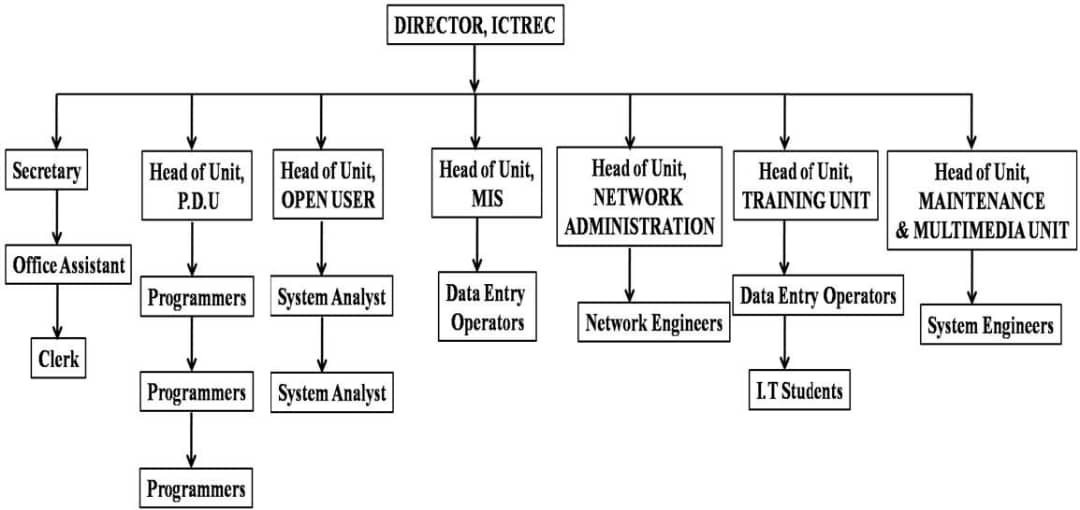 DIRECTOR, ICTREC
Secretary
Head of Unit,
P.D.U
Head of Unit,
OPEN USER
Head of Unit,
MIS
Head of Unit,
NETWORK
ADMINISTRATION
Head of Unit,
TRAINING UNIT
Head of Unit,
MAINTENANCE
& MULTIMEDIA UNIT
Office Assistant
Programmers
System Analyst
Data Entry
Operators
Network Engineers
Data Entry Operators
System Engineers
Clerk
Programmers
System Analyst
I.T Students
Programmers